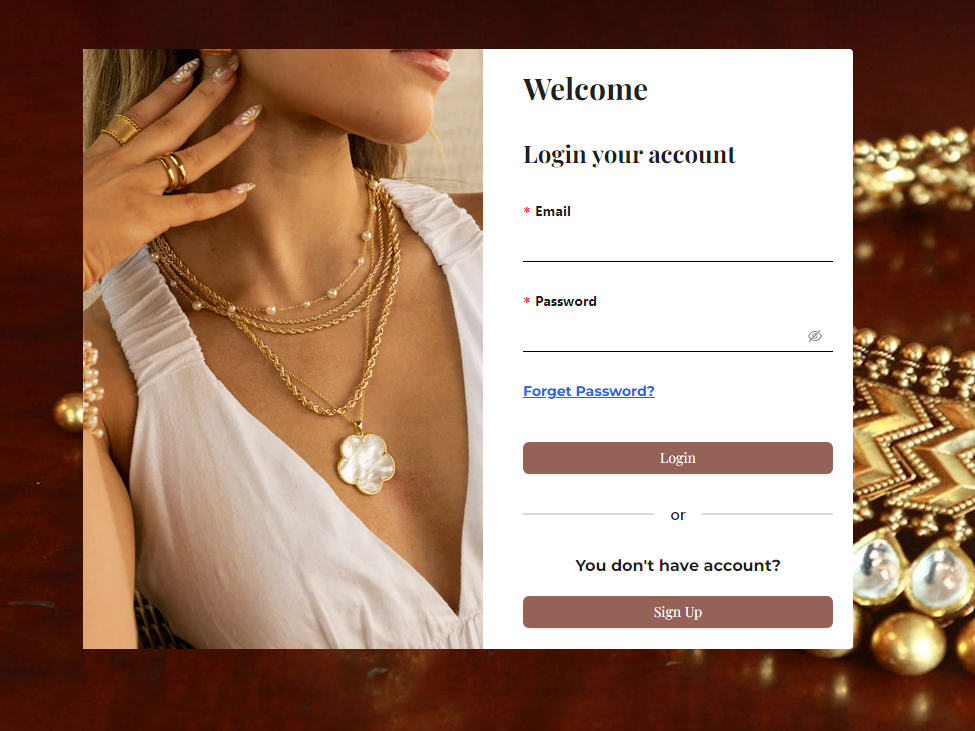 Welcome
Login your account
* Email
* Password
Forget Password?
Login
or
You don't have account?
Sign Up